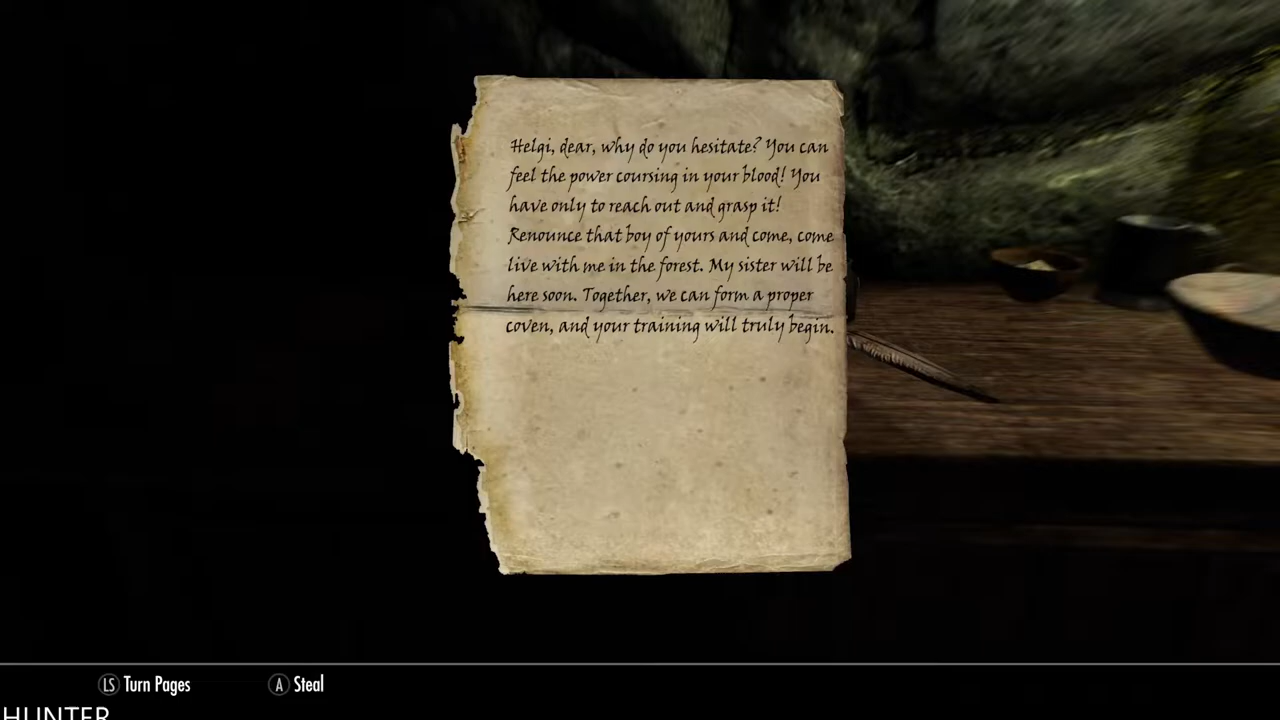 Helgi, dear, why do you hesitate? You can
feel the power coursing in your blood! You
have only to reach out and grasp it!
Renounce that boy of yours and come, come
live with me in the forest. My sister will be
here soon. Together, we can form a proper
coven, and your training will truly begin.
LS Turn Pages
A Steal
HUNTER